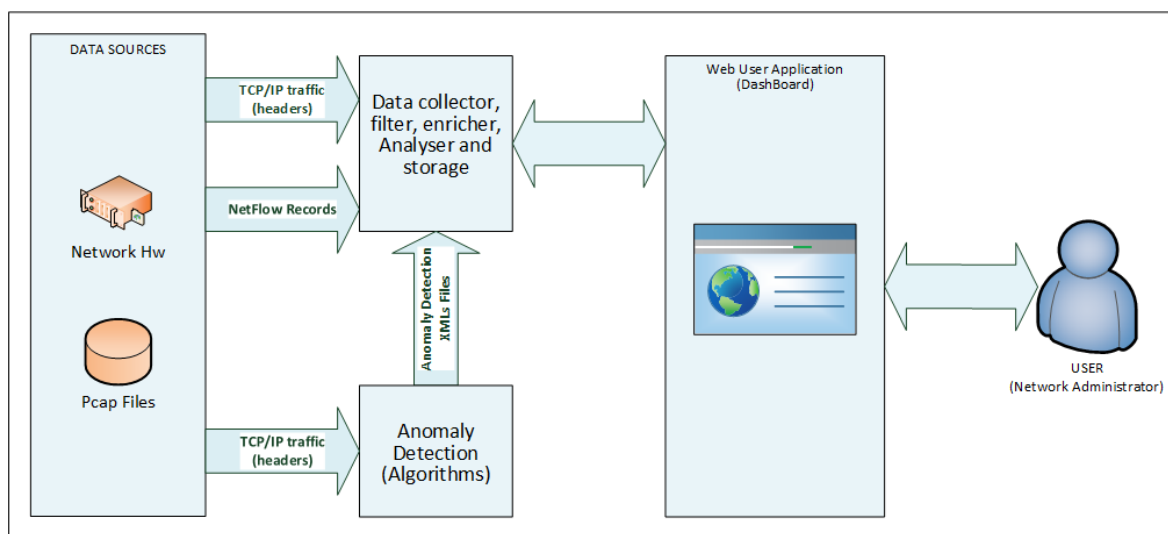 DATA SOURCES
TCP/IP traffic
(headers)
NetFlow Records
Network Hw
Pcap Files
TCP/IP traffic
(headers)
Data collector,
filter, enricher,
Analyser and
storage
Anomaly Detection
XMLs Files
Anomaly
Detection
(Algorithms)
Web User Application
(DashBoard)
USER
(Network Administrator)